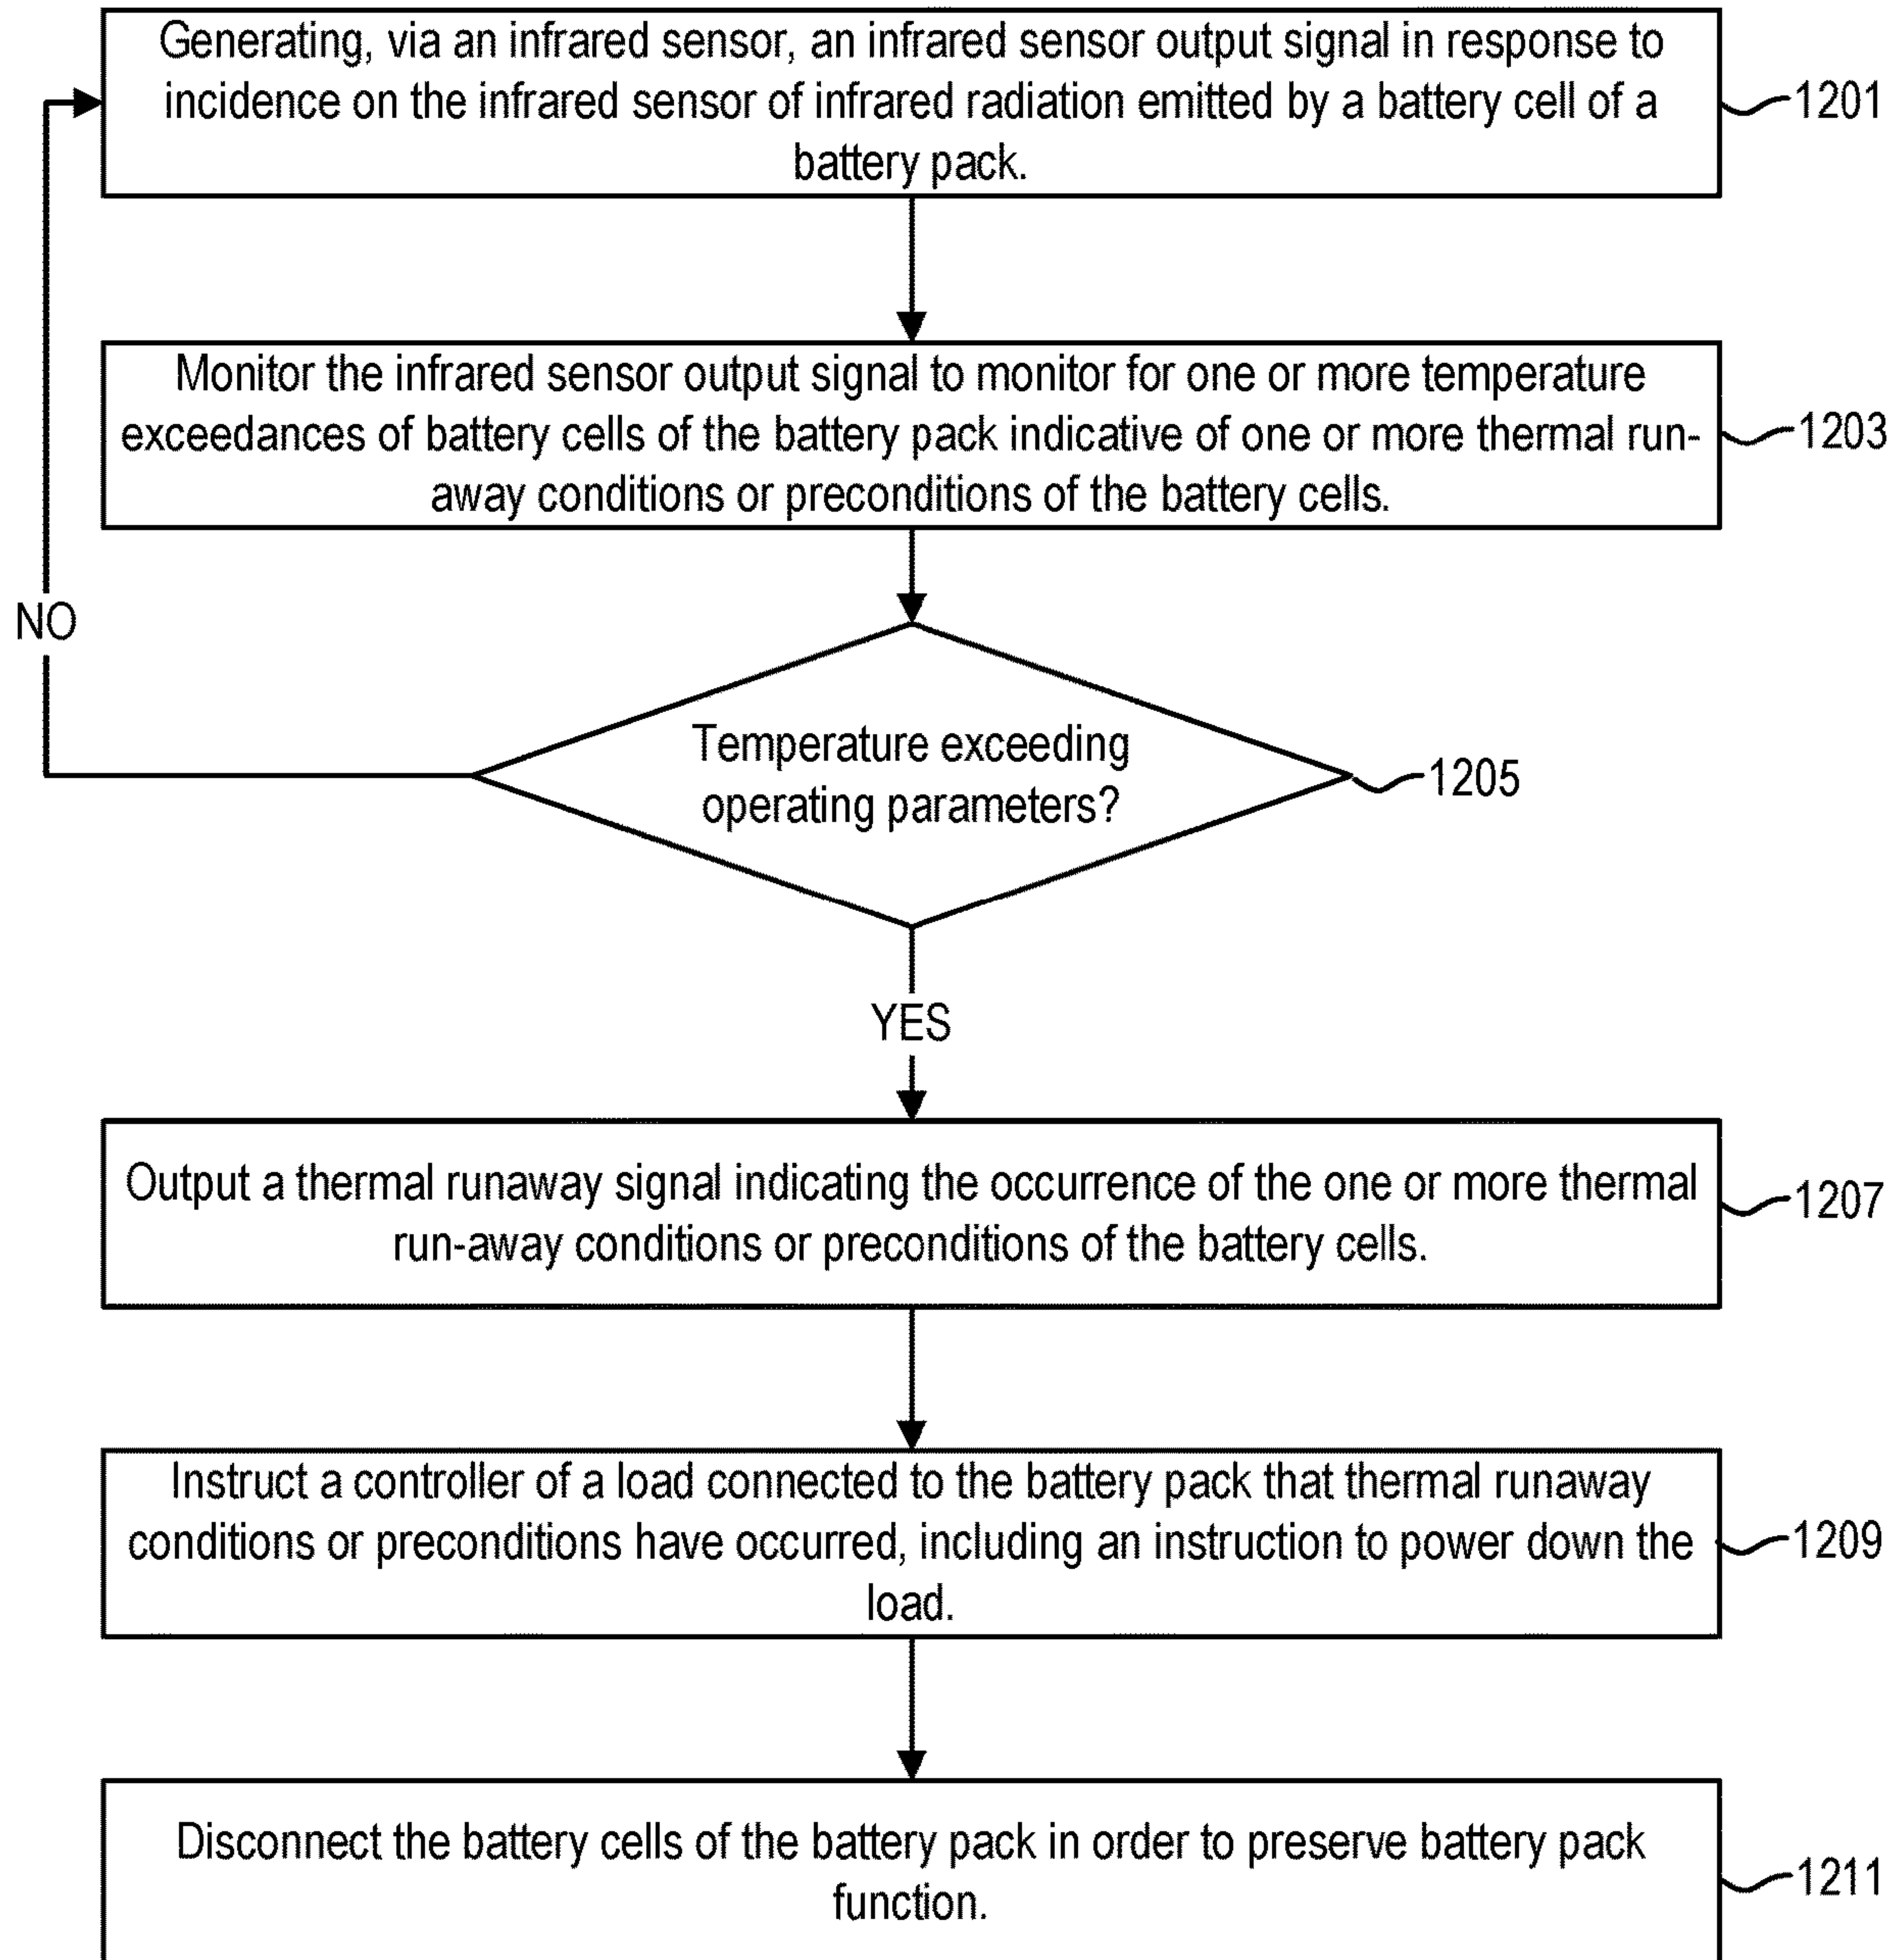 Generating, via an infrared sensor, an infrared sensor output signal in response to
incidence on the infrared sensor of infrared radiation emitted by a battery cell of a
battery pack.
1201
Monitor the infrared sensor output signal to monitor for one or more temperature
exceedances of battery cells of the battery pack indicative of one or more thermal run-
away conditions or preconditions of the battery cells.
1203
NO
Temperature exceeding
operating parameters?
1205
YES
Output a thermal runaway signal indicating the occurrence of the one or more thermal
run-away conditions or preconditions of the battery cells.
1207
Instruct a controller of a load connected to the battery pack that thermal runaway
conditions or preconditions have occurred, including an instruction to power down the
load.
1209
Disconnect the battery cells of the battery pack in order to preserve battery pack
function.
1211